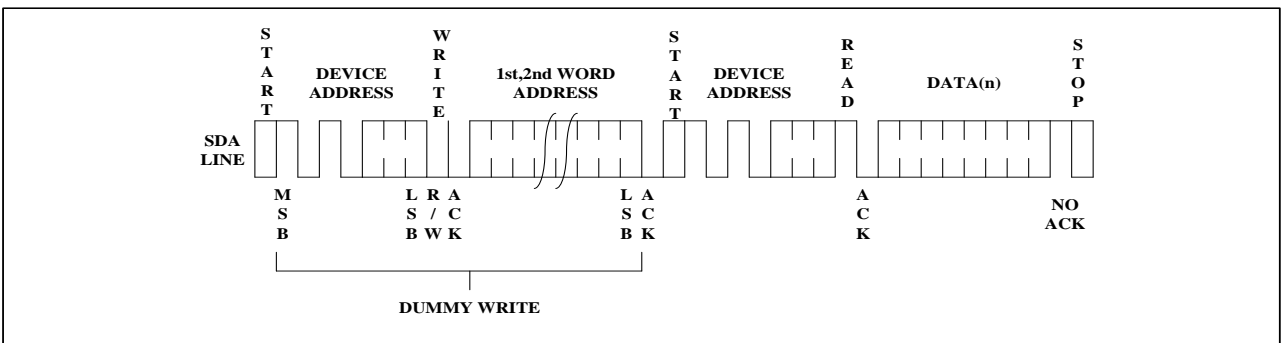 START
DEVICE
ADDRESS
WRITE
1st,2nd WORD
ADDRESS
START
DEVICE
ADDRESS
READ
DATA(n)
STOP
SDA
LINE
MSB
LSB
R/W
ACK
LSB
ACK
ACK
NO
ACK
DUMMY WRITE